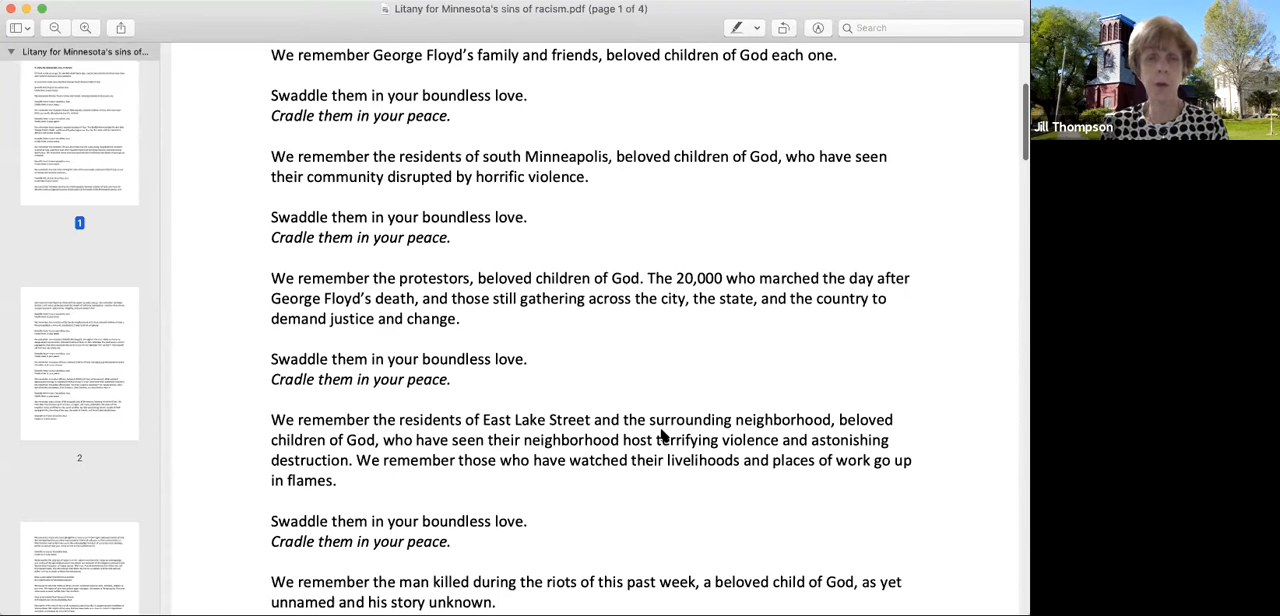 Litany for Minnesota's sins of racism.pdf (page 1 of 4)
Search
Litany for Minnesota's sins of...
1
2
We remember George Floyd's family and friends, beloved children of God each one.
Swaddle them in your boundless love.
Cradle them in your peace.
We remember the residents of south Minneapolis, beloved children of God, who have seen
their community disrupted by horrific violence.
Swaddle them in your boundless love.
Cradle them in your peace.
We remember the protestors, beloved children of God. The 20,000 who marched the day after
George Floyd's death, and those still gathering across the city, the state, and the country to
demand justice and change.
Swaddle them in your boundless love.
Cradle them in your peace.
We remember the residents of East Lake Street and the surrounding neighborhood, beloved
children of God, who have seen their neighborhood host terrifying violence and astonishing
destruction. We remember those who have watched their livelihoods and places of work go up
in flames.
Swaddle them in your boundless love.
Cradle them in your peace.
We remember the one killed in the riots of this past week, a beloved child of God, as yet
unnamed
Jill Thompson